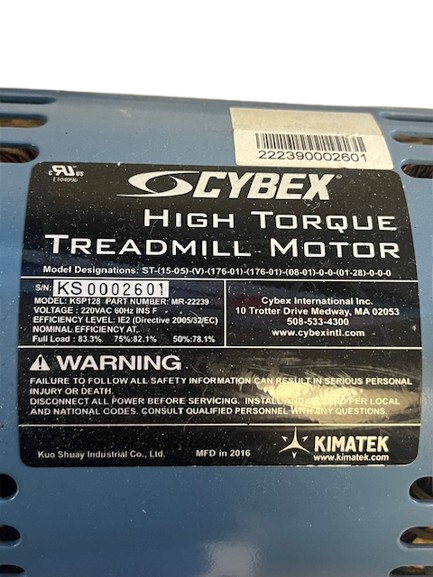 222390002601
c RU US
E104096
CYBEX
HIGH TORQUE
TREADMILL MOTOR
Model Designations: ST-(15-05)-(V)-(176-01)-(176-01)-(08-01)-0-0-(01-28)-0-0-0
S/N: KS0002601
MODEL: KSP128 PART NUMBER: MR-22239
VOLTAGE : 220VAC 60Hz INS F
EFFICIENCY LEVEL: IE2 (Directive 2005/32/EC)
NOMINAL EFFICIENCY AT,
Full Load : 83.3% 75%:82.1% 50%:78.1%
Cybex International Inc.
10 Trotter Drive Medway, MA 02053
508-533-4300
www.cybexintl.com
WARNING
FAILURE TO FOLLOW ALL SAFETY INFORMATION CAN RESULT IN SERIOUS PERSONAL
INJURY OR DEATH.
DISCONNECT ALL POWER BEFORE SERVICING. INSTALL AND GROUND PER LOCAL
AND NATIONAL CODES. CONSULT QUALIFIED PERSONNEL WITH ANY QUESTIONS.
Kuo Shuay Industrial Co., Ltd. MFD in 2016
KIMATEK
www.kimatek.com